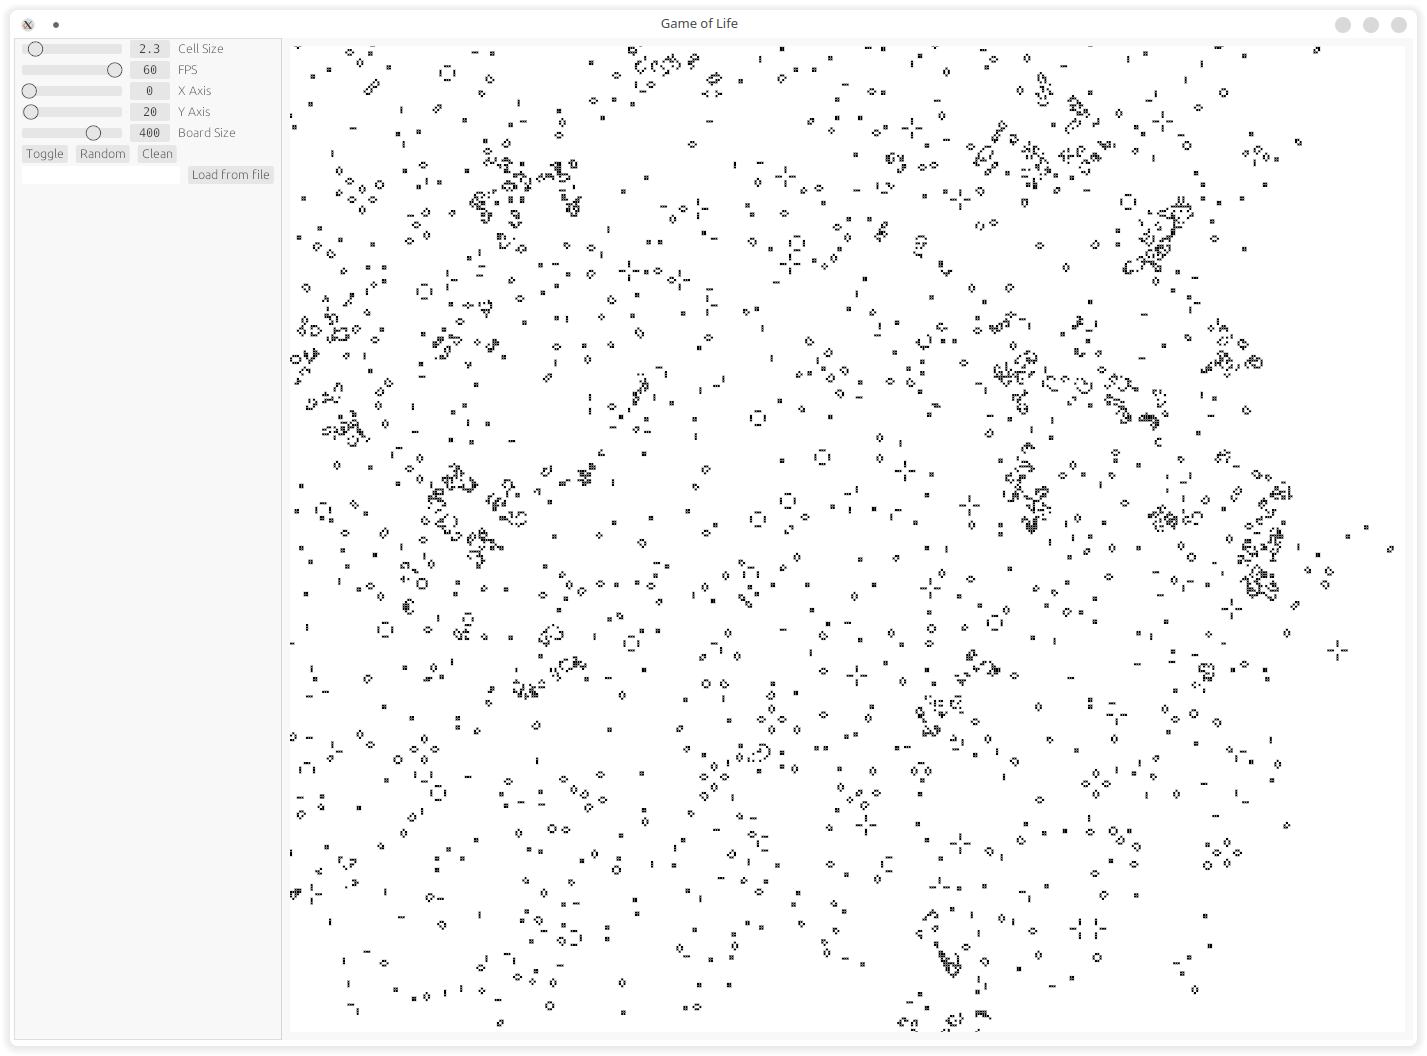 Game of Life
2.3 Cell Size
60 FPS
0 X Axis
20 Y Axis
400 Board Size
Toggle Random Clean
Load from file